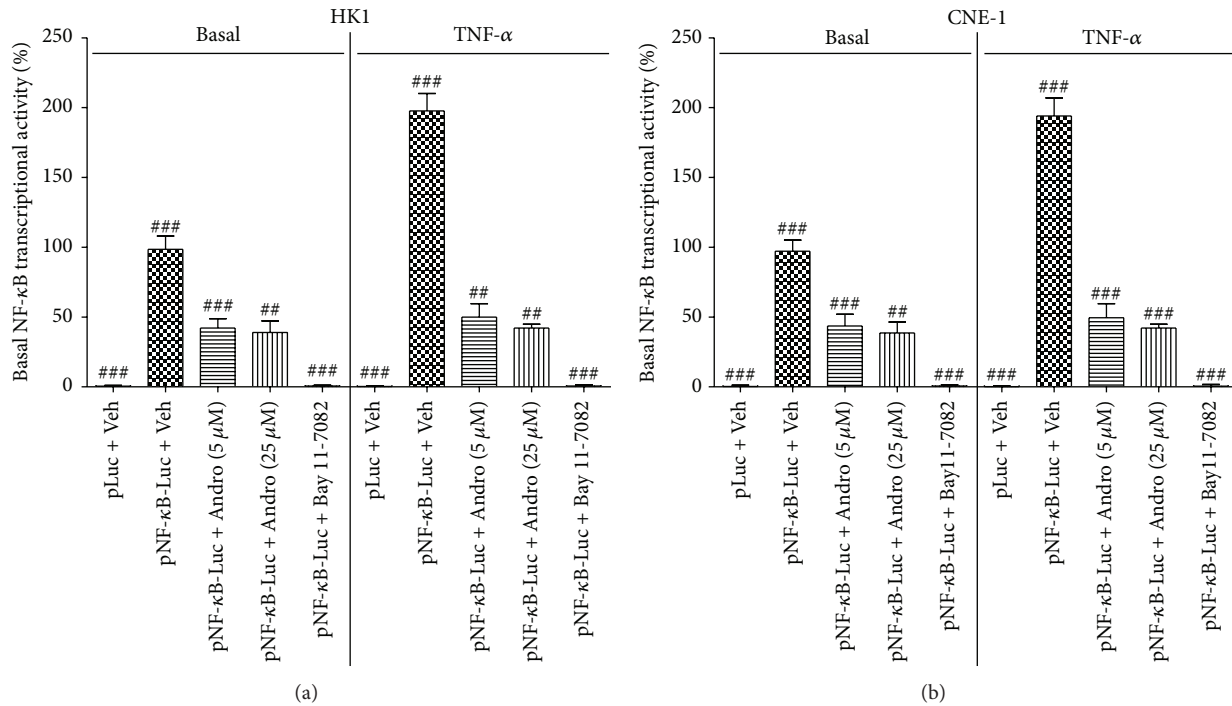 HK1
Basal
TNF-α
Basal NF-κB transcriptional activity (%)
250
200
150
100
50
0
###
###
###
##
###
###
###
##
##
###
pLuc + Veh
pNF-κB-Luc + Veh
pNF-κB-Luc + Andro (5 μM)
pNF-κB-Luc + Andro (25 μM)
pNF-κB-Luc + Bay 11-7082
pLuc + Veh
pNF-κB-Luc + Veh
pNF-κB-Luc + Andro (5 μM)
pNF-κB-Luc + Andro (25 μM)
pNF-κB-Luc + Bay 11-7082
(a)
CNE-1
Basal
TNF-α
Basal NF-κB transcriptional activity (%)
250
200
150
100
50
0
###
###
###
##
###
###
###
###
###
###
pLuc + Veh
pNF-κB-Luc + Veh
pNF-κB-Luc + Andro (5 μM)
pNF-κB-Luc + Andro (25 μM)
pNF-κB-Luc + Bay11-7082
pLuc + Veh
pNF-κB-Luc + Veh
pNF-κB-Luc + Andro (5 μM)
pNF-κB-Luc + Andro (25 μM)
pNF-κB-Luc + Bay11-7082
(b)